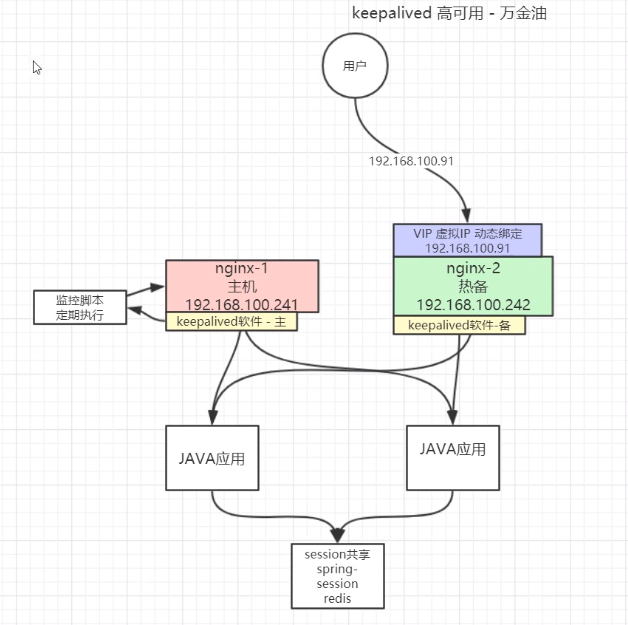 keepalived 高可用 - 万金油
用户
192.168.100.91
VIP 虚拟IP 动态绑定
192.168.100.91
nginx-1
主机
192.168.100.241
keepalived软件 - 主
nginx-2
热备
192.168.100.242
keepalived软件-备
监控脚本
定期执行
JAVA应用
JAVA应用
session共享
spring-
session
redis